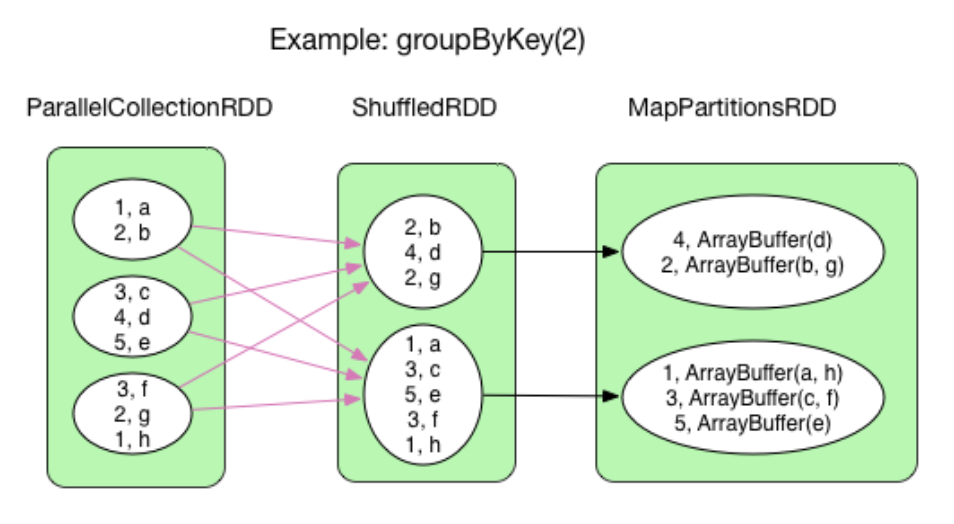 Example: groupByKey(2)
ParallelCollectionRDD
ShuffledRDD
MapPartitionsRDD
1, a
2, b
3, c
4, d
5, e
3, f
2, g
1, h
2, b
4, d
2, g
1, a
3, c
5, e
3, f
1, h
4, ArrayBuffer(d)
2, ArrayBuffer(b, g)
1, ArrayBuffer(a, h)
3, ArrayBuffer(c, f)
5, ArrayBuffer(e)